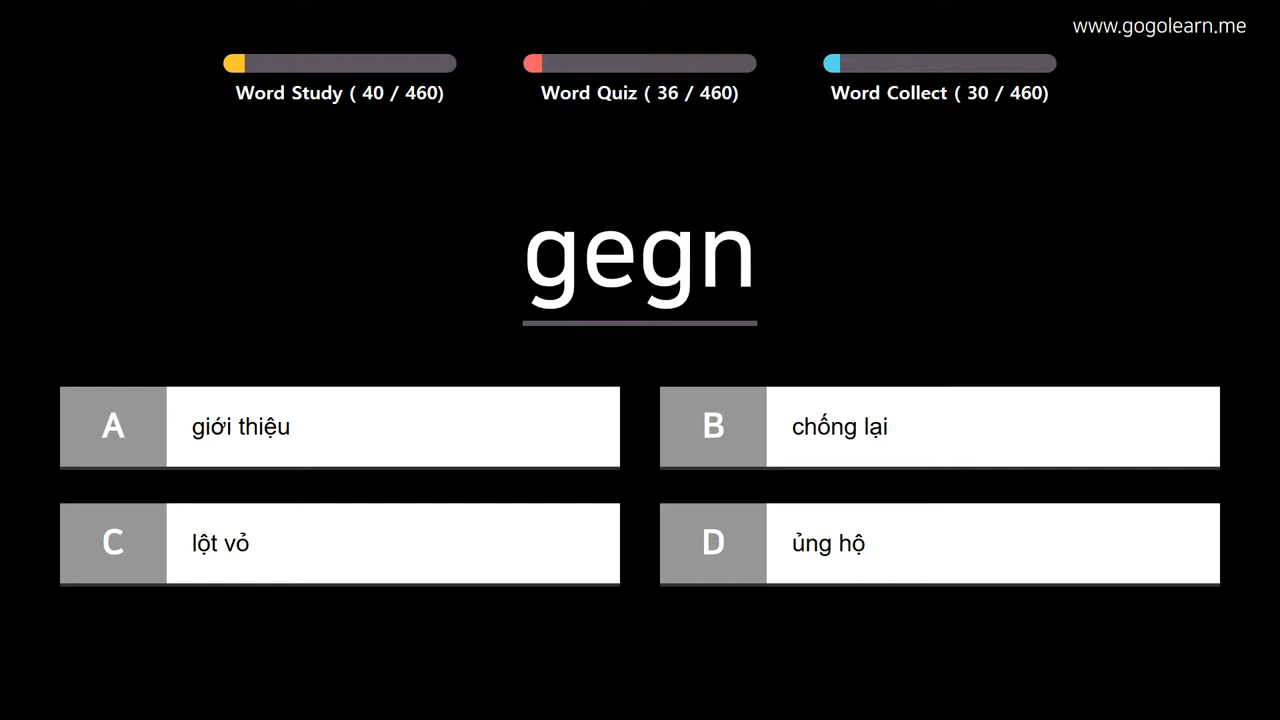 www.gogolearn.me
Word Study ( 40 / 460)
Word Quiz ( 36 / 460)
Word Collect ( 30 / 460)
gegn
A giới thiệu
B chống lại
C lột vỏ
D ủng hộ